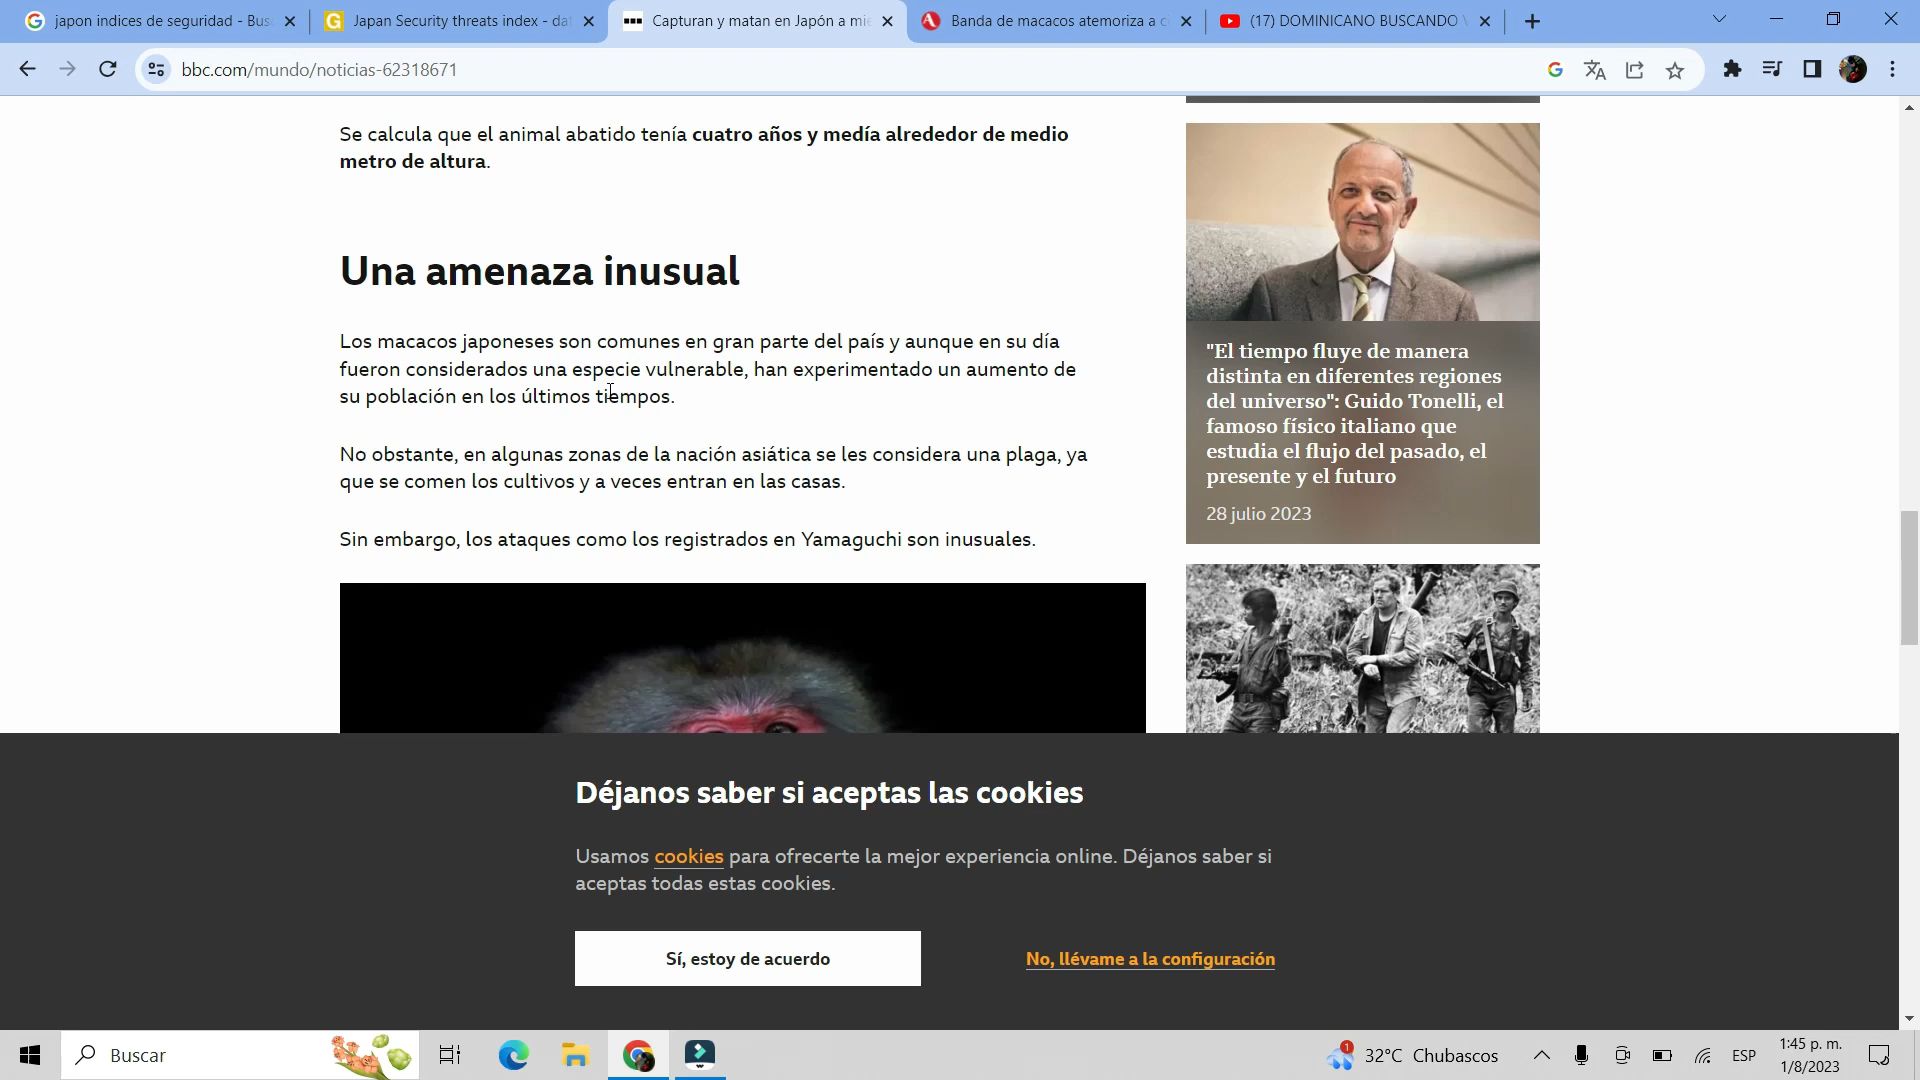 japon indices de seguridad - Bus
Japan Security threats index - da
Capturan y matan en Japón a mi
Banda de macacos atemoriza a c
(17) DOMINICANO BUSCANDO
bbc.com/mundo/noticias-62318671
Se calcula que el animal abatido tenía cuatro años y medía alrededor de medio
metro de altura.
Una amenaza inusual
Los macacos japoneses son comunes en gran parte del país y aunque en su día
fueron considerados una especie vulnerable, han experimentado un aumento de
su población en los últimos tiempos.
No obstante, en algunas zonas de la nación asiática se les considera una plaga, ya
que se comen los cultivos y a veces entran en las casas.
Sin embargo, los ataques como los registrados en Yamaguchi son inusuales.
"El tiempo fluye de manera
distinta en diferentes regiones
del universo": Guido Tonelli, el
famoso físico italiano que
estudia el flujo del pasado, el
presente y el futuro
28 julio 2023
Déjanos saber si aceptas las cookies
Usamos cookies para ofrecerte la mejor experiencia online. Déjanos saber si
aceptas todas estas cookies.
Sí, estoy de acuerdo
No, llévame a la configuración
Buscar
1
32°C Chubascos
ESP
1:45 p. m.
1/8/2023